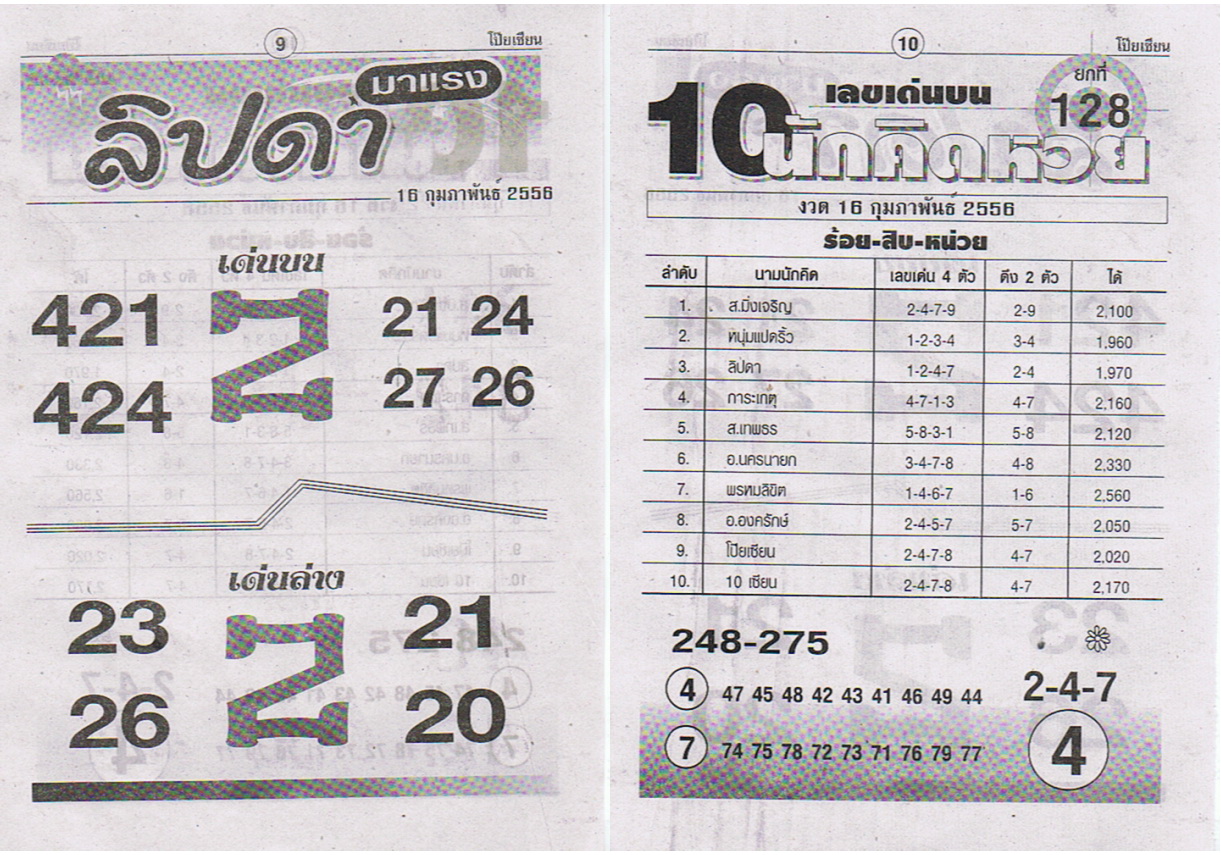 9
โป๊ยเซียน
มาแรง
ลิปดา
16 กุมภาพันธ์ 2556
เด่นบน
421 2 21 24
424 27 26
เด่นล่าง
23 2 21
26 20
10
โป๊ยเซียน
ยกที่
128
เลขเด่นบน
10 นักคิดหวย
งวด 16 กุมภาพันธ์ 2556
ร้อย-สิบ-หน่วย
ลำดับ นามนักคิด เลขเด่น 4 ตัว ดึง 2 ตัว ได้
1. ส.มิ่งเจริญ 2-4-7-9 2-9 2,100
2. หนุ่มแปดริ้ว 1-2-3-4 3-4 1,960
3. ลิปดา 1-2-4-7 2-4 1,970
4. การะเกตุ 4-7-1-3 4-7 2,160
5. ส.เทพธร 5-8-3-1 5-8 2,120
6. อ.นครนายก 3-4-7-8 4-8 2,330
7. พรหมลิขิต 1-4-6-7 1-6 2,560
8. อ.องครักษ์ 2-4-5-7 5-7 2,050
9. โป๊ยเซียน 2-4-7-8 4-7 2,020
10. 10 เซียน 2-4-7-8 4-7 2,170
248-275
4 47 45 48 42 43 41 46 49 44
7 74 75 78 72 73 71 76 79 77
2-4-7
4